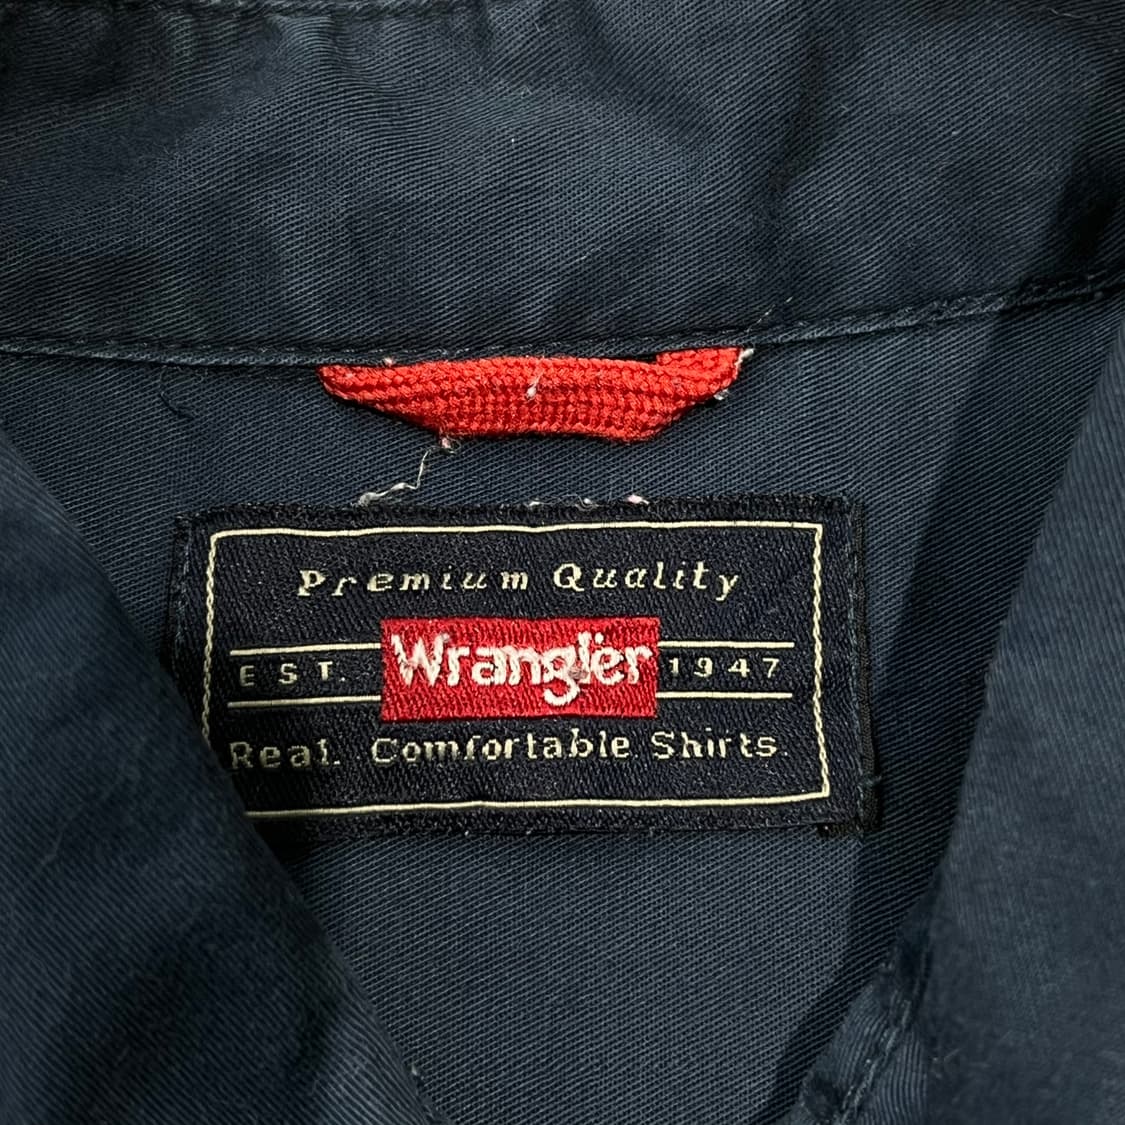 Premium Quality
EST. Wrangler 1947
Real. Comfortable. Shirts.